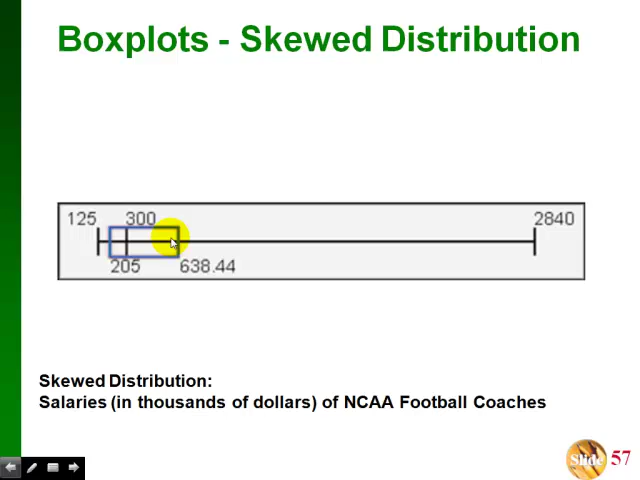 Boxplots - Skewed Distribution
125 300 2840
205 638.44
Skewed Distribution:
Salaries (in thousands of dollars) of NCAA Football Coaches
Slide 57